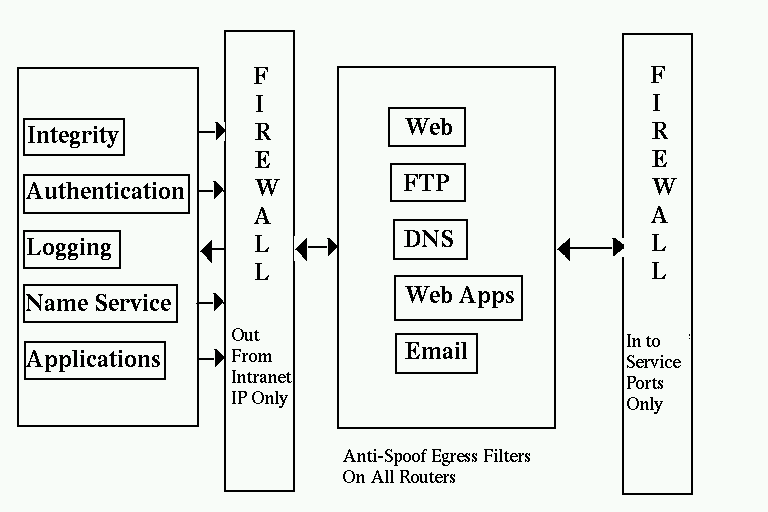 Integrity
Authentication
Logging
Name Service
Applications
F
I
R
E
W
A
L
L
Out
From
Intranet
IP Only
Web
FTP
DNS
Web Apps
Email
Anti-Spoof Egress Filters
On All Routers
F
I
R
E
W
A
L
L
In to
Service
Ports
Only